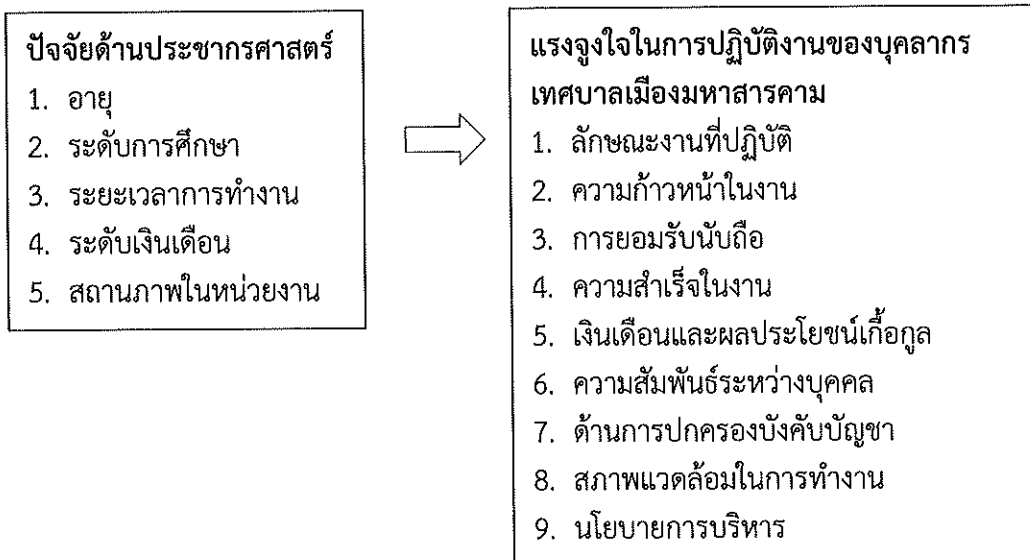 ปัจจัยด้านประชากรศาสตร์
1. อายุ
2. ระดับการศึกษา
3. ระยะเวลาการทำงาน
4. ระดับเงินเดือน
5. สถานภาพในหน่วยงาน
แรงจูงใจในการปฏิบัติงานของบุคลากร
เทศบาลเมืองมหาสารคาม
1. ลักษณะงานที่ปฏิบัติ
2. ความก้าวหน้าในงาน
3. การยอมรับนับถือ
4. ความสำเร็จในงาน
5. เงินเดือนและผลประโยชน์เกื้อกูล
6. ความสัมพันธ์ระหว่างบุคคล
7. ด้านการปกครองบังคับบัญชา
8. สภาพแวดล้อมในการทำงาน
9. นโยบายการบริหาร